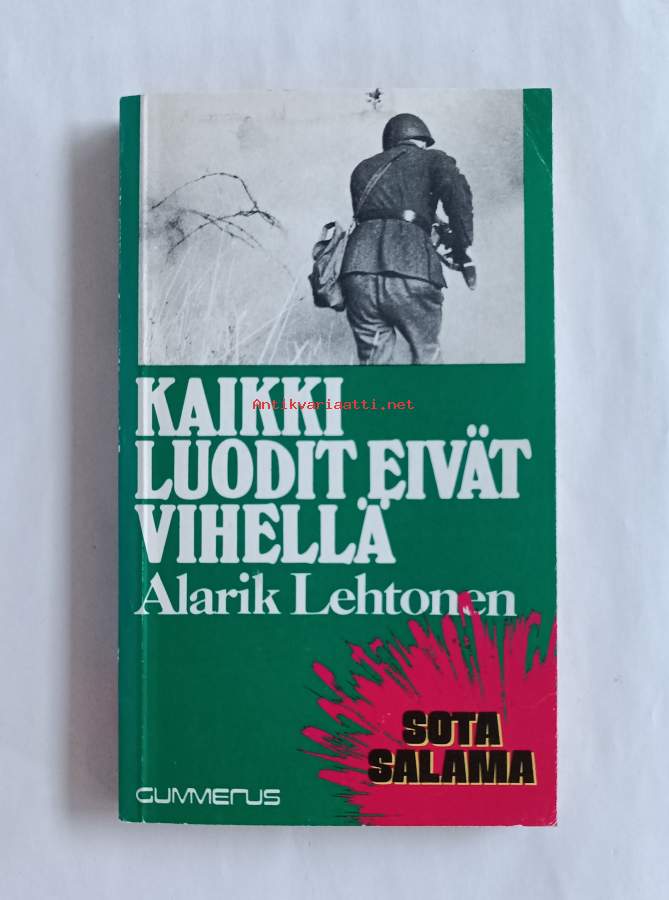 KAIKKI
Antikvariaatti.net
LUODIT EIVÄT
VIHELLÄ
Alarik Lehtonen
SOTA
SALAMA
GUMMERUS